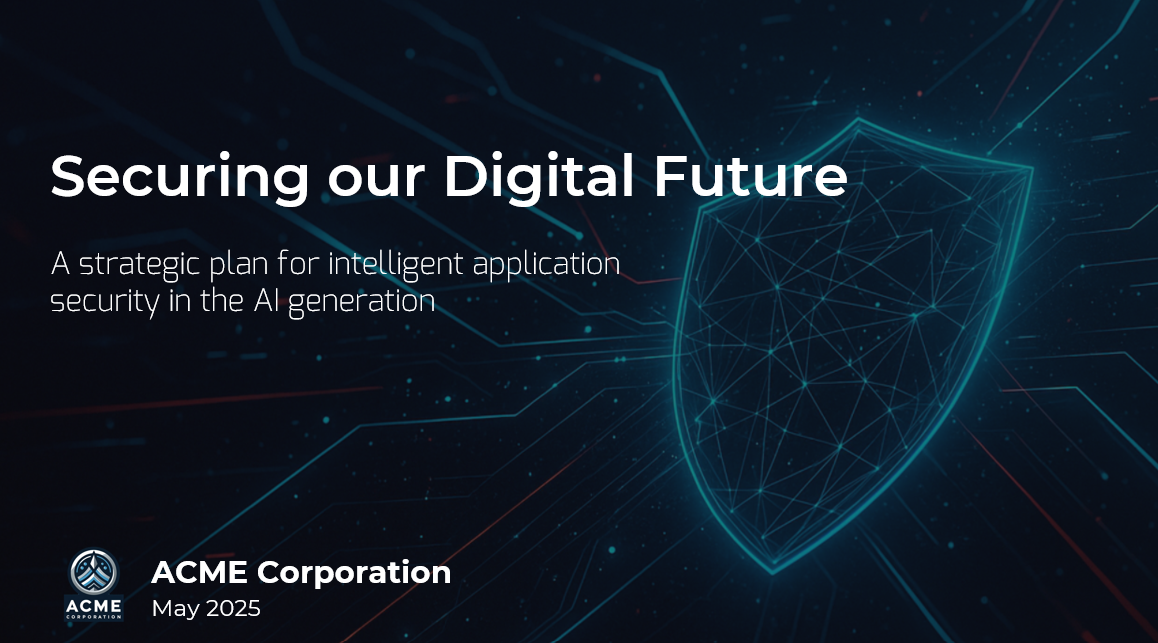 Securing our Digital Future
A strategic plan for intelligent application
security in the AI generation
ACME Corporation
May 2025
ACME
CORPORATION